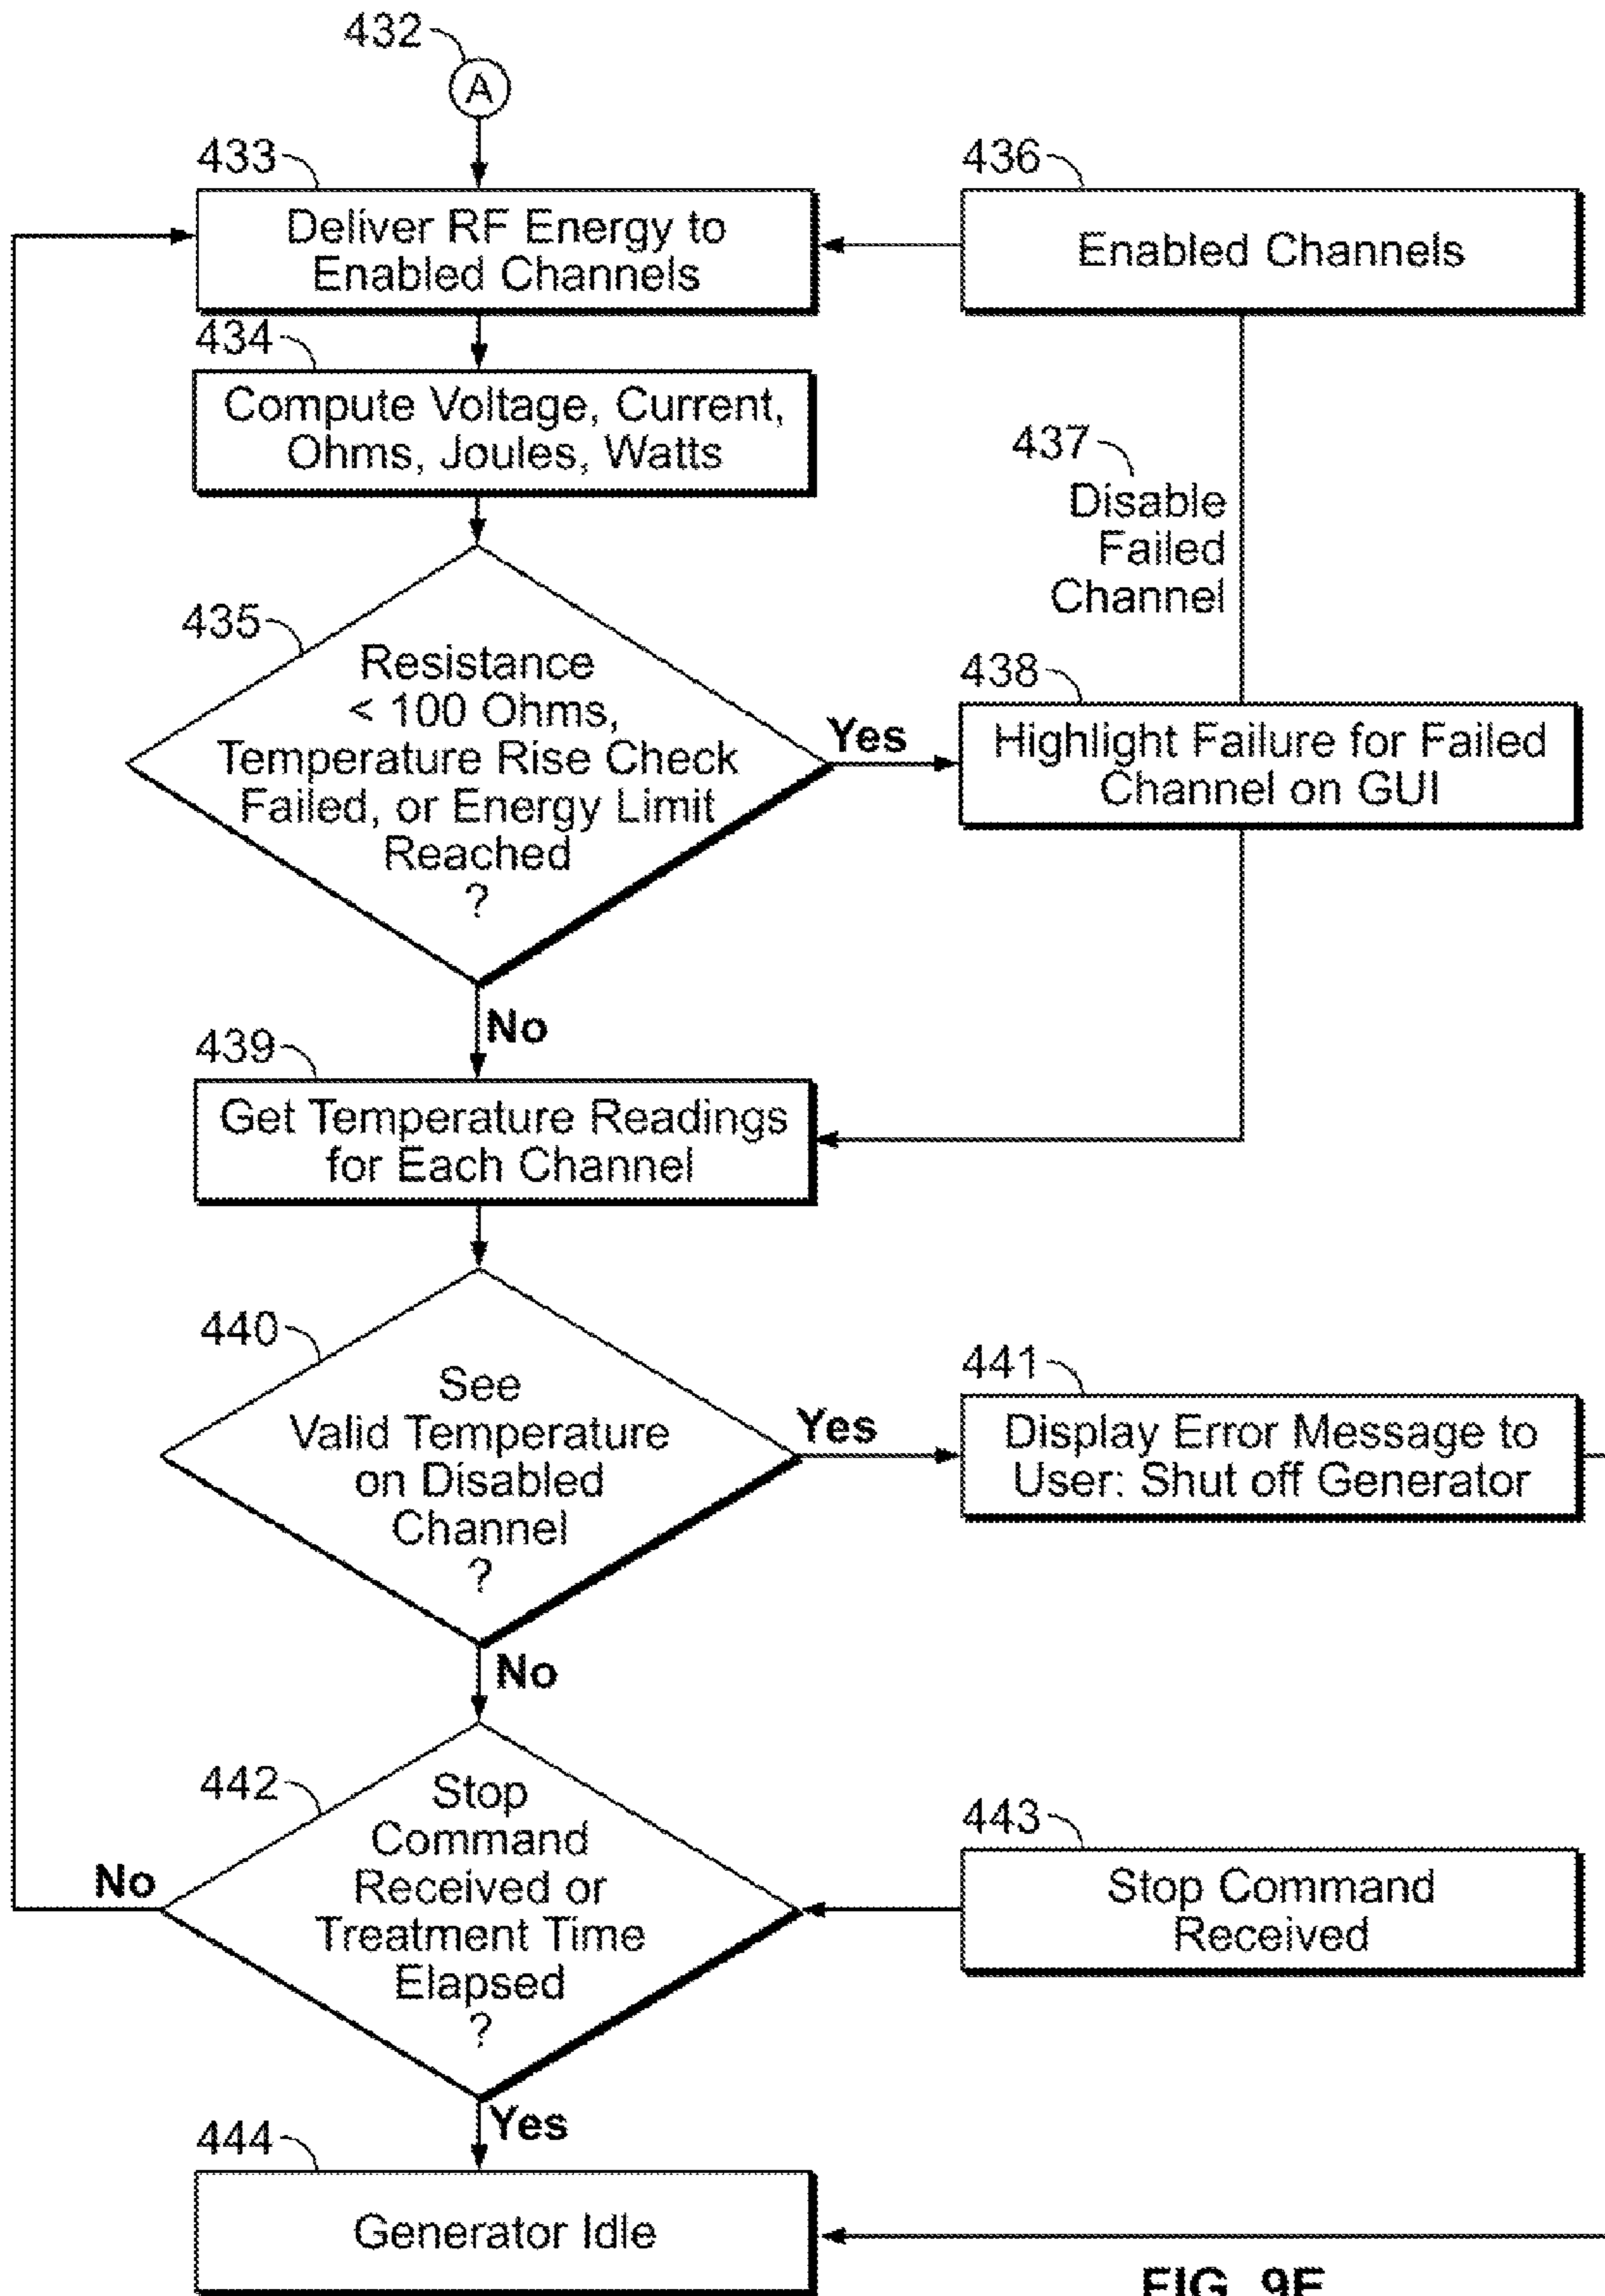 432
A
433
Deliver RF Energy to
Enabled Channels
436
Enabled Channels
434
Compute Voltage, Current,
Ohms, Joules, Watts
437
Disable
Failed
Channel
435
Resistance
< 100 Ohms,
Temperature Rise Check
Failed, or Energy Limit
Reached
?
Yes
438
Highlight Failure for Failed
Channel on GUI
No
439
Get Temperature Readings
for Each Channel
440
See
Valid Temperature
on Disabled
Channel
?
Yes
441
Display Error Message to
User: Shut off Generator
No
442
Stop
Command
Received or
Treatment Time
Elapsed
?
No
443
Stop Command
Received
Yes
444
Generator Idle